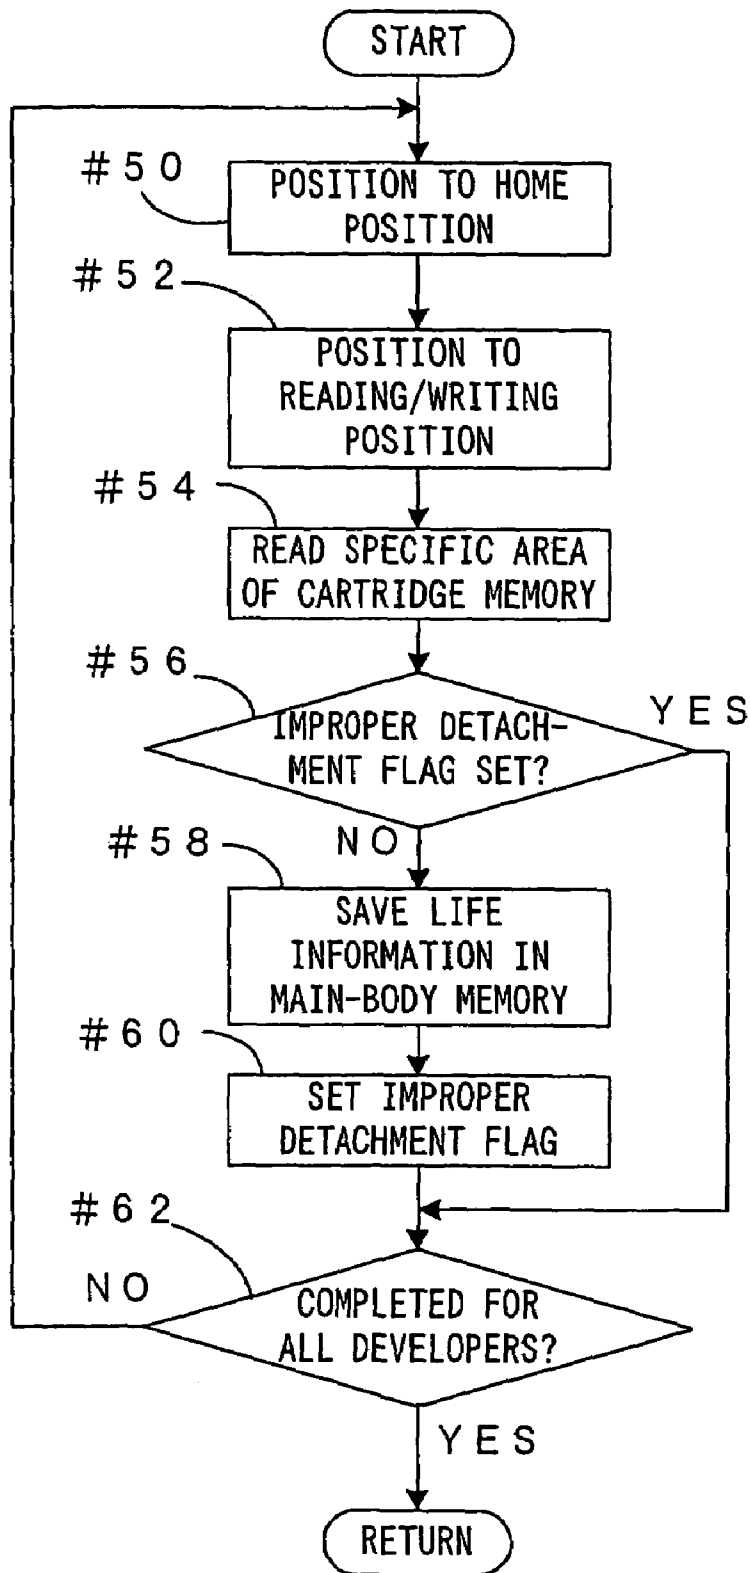 START
#50
POSITION TO HOME
POSITION
#52
POSITION TO
READING/WRITING
POSITION
#54
READ SPECIFIC AREA
OF CARTRIDGE MEMORY
#56
IMPROPER DETACH-
MENT FLAG SET?
YES
NO
#58
SAVE LIFE
INFORMATION IN
MAIN-BODY MEMORY
#60
SET IMPROPER
DETACHMENT FLAG
#62
NO
COMPLETED FOR
ALL DEVELOPERS?
YES
RETURN